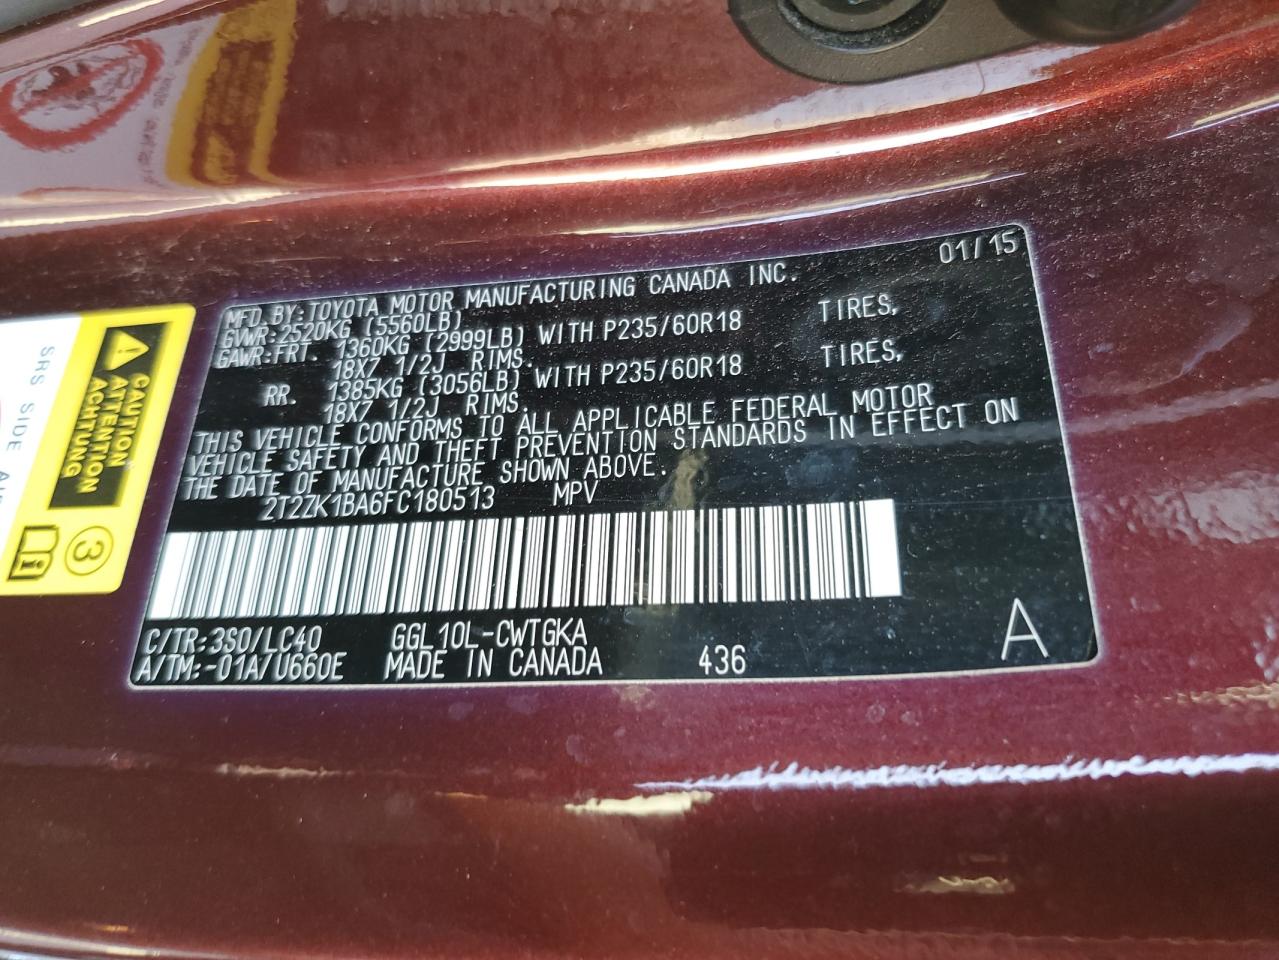 01/15
MFD.BY:TOYOTA MOTOR MANUFACTURING CANADA INC.
GVWR:2520KG (5560LB)
GAWR:FRT. 1360KG (2999LB) WITH P235/60R18 TIRES,
18X7 1/2J RIMS.
RR. 1385KG (3056LB) WITH P235/60R18 TIRES,
18X7 1/2J RIMS.
THIS VEHICLE CONFORMS TO ALL APPLICABLE FEDERAL MOTOR
VEHICLE SAFETY AND THEFT PREVENTION STANDARDS IN EFFECT ON
THE DATE OF MANUFACTURE SHOWN ABOVE.
2T2ZK1BA6FC180513 MPV
C/TR:3S0/LC40 GGL10L-CWTGKA
A/TM:-01A/U660E MADE IN CANADA 436
A
CAUTION
ATTENTION
ACHTUNG
SRS SIDE
3